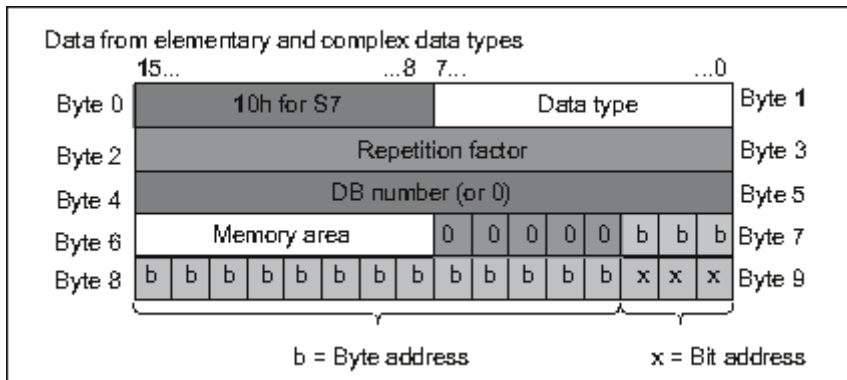 Data from elementary and complex data types
15... ...8 7... ...0
Byte 0 10h for S7 Data type Byte 1
Byte 2 Repetition factor Byte 3
Byte 4 DB number (or 0) Byte 5
Byte 6 Memory area 0 0 0 0 0 b b b Byte 7
Byte 8 b b b b b b b b b b b b b x x x Byte 9
b = Byte address x = Bit address